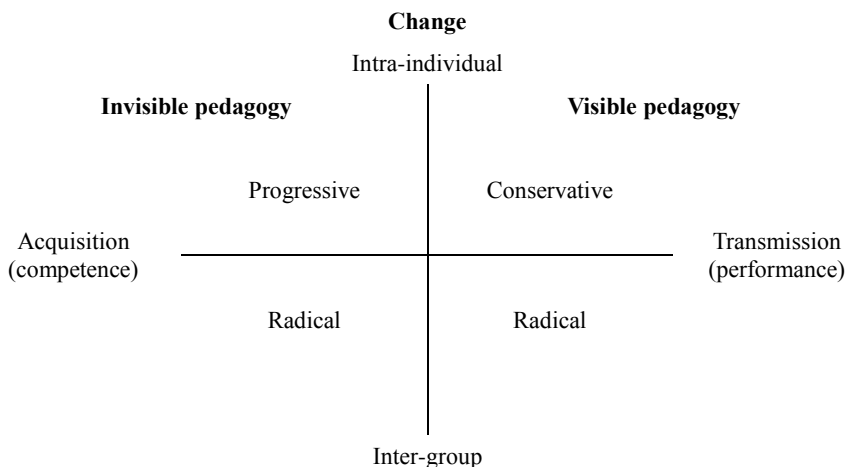 Change
Intra-individual
Invisible pedagogy
Visible pedagogy
Progressive
Conservative
Acquisition
(competence)
Transmission
(performance)
Radical
Radical
Inter-group